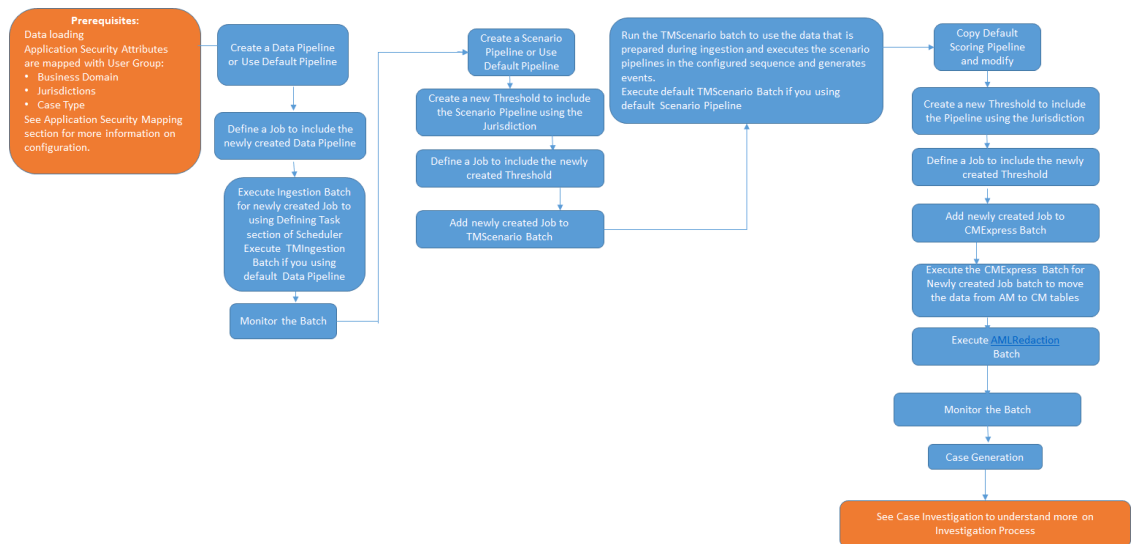 Prerequisites:
Data loading
Application Security Attributes
are mapped with User Group:
• Business Domain
• Jurisdictions
• Case Type
See Application Security Mapping
section for more information on
configuration.
Create a Data Pipeline
or Use Default Pipeline
Define a Job to include the
newly created Data Pipeline
Execute Ingestion Batch
for newly created Job to
using Defining Task
section of Scheduler
Execute TMIngestion
Batch if you using
default Data Pipeline
Monitor the Batch
Create a Scenario
Pipeline or Use
Default Pipeline
Create a new Threshold to include
the Scenario Pipeline using the
Jurisdiction
Define a Job to include the newly
created Threshold
Add newly created Job to
TMScenario Batch
Run the TMScenario batch to use the data that is
prepared during ingestion and executes the scenario
pipelines in the configured sequence and generates
events.
Execute default TMScenario Batch if you using
default Scenario Pipeline
Copy Default
Scoring Pipeline
and modify
Create a new Threshold to include
the Pipeline using the Jurisdiction
Define a Job to include the newly
created Threshold
Add newly created Job to
CMExpress Batch
Execute the CMExpress Batch for
Newly created Job batch to move
the data from AM to CM tables
Execute AMLRedaction
Batch
Monitor the Batch
Case Generation
See Case Investigation to understand more on
Investigation Process